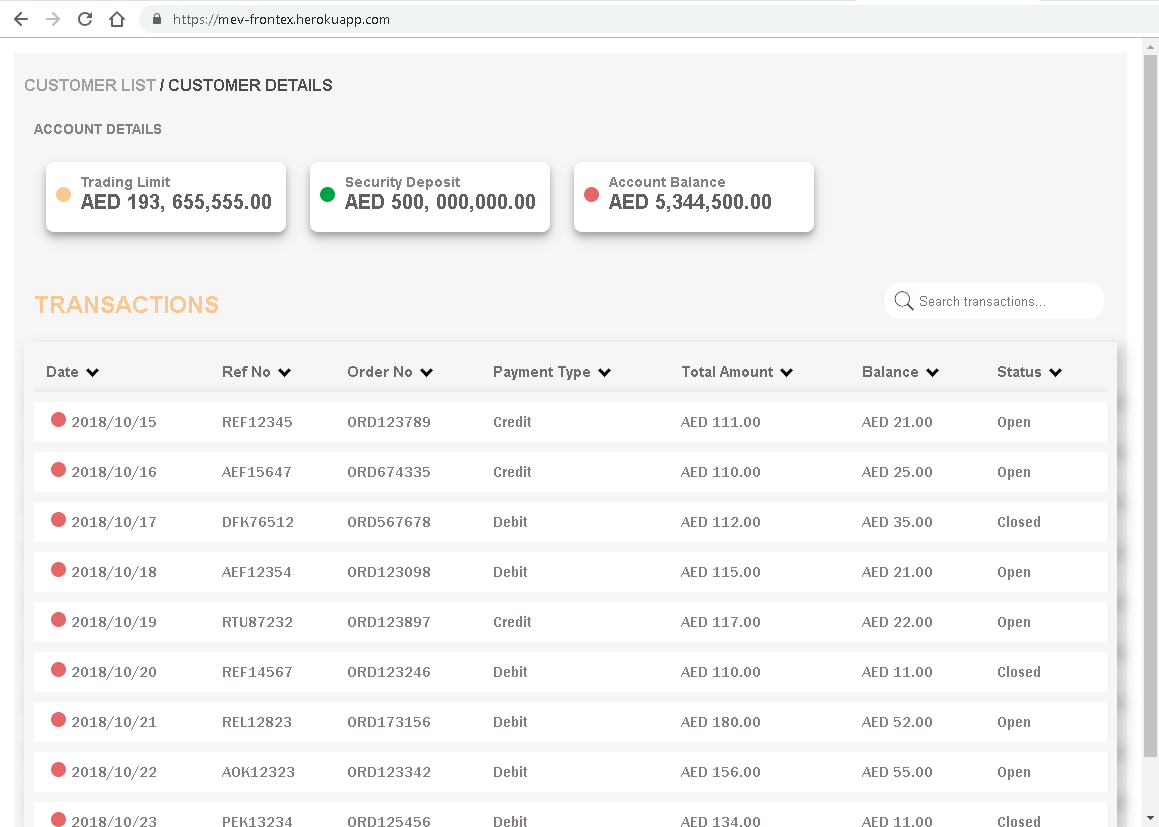 https://mev-frontex.herokuapp.com
CUSTOMER LIST / CUSTOMER DETAILS
ACCOUNT DETAILS
Trading Limit
AED 193, 655,555.00
Security Deposit
AED 500, 000,000.00
Account Balance
AED 5,344,500.00
TRANSACTIONS
Search transactions...
Date Ref No Order No Payment Type Total Amount Balance Status
2018/10/15 REF12345 ORD123789 Credit AED 111.00 AED 21.00 Open
2018/10/16 AEF15647 ORD674335 Credit AED 110.00 AED 25.00 Open
2018/10/17 DFK76512 ORD567678 Debit AED 112.00 AED 35.00 Closed
2018/10/18 AEF12354 ORD123098 Debit AED 115.00 AED 21.00 Open
2018/10/19 RTU87232 ORD123897 Credit AED 117.00 AED 22.00 Open
2018/10/20 REF14567 ORD123246 Debit AED 110.00 AED 11.00 Closed
2018/10/21 REL12823 ORD173156 Debit AED 180.00 AED 52.00 Open
2018/10/22 AOK12323 ORD123342 Debit AED 156.00 AED 55.00 Open
2018/10/23 PEK13234 ORD125456 Debit AED 134.00 AED 11.00 Closed